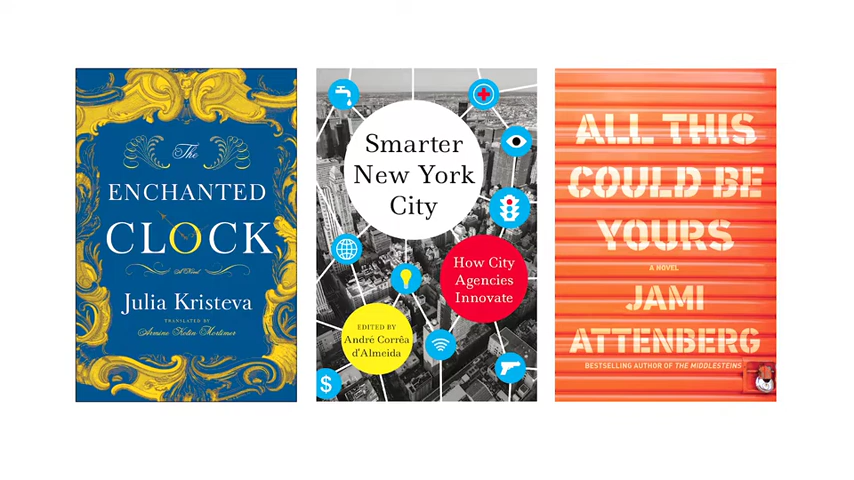 The
ENCHANTED
CLOCK
A Novel
Julia Kristeva
TRANSLATED BY
Armine Kotin Mortimer
Smarter
New York
City
How City
Agencies
Innovate
EDITED BY
André Corrêa
d'Almeida
$
ALL THIS
COULD BE
YOURS
A NOVEL
JAMI
ATTENBERG
BESTSELLING AUTHOR OF THE MIDDLESTEINS